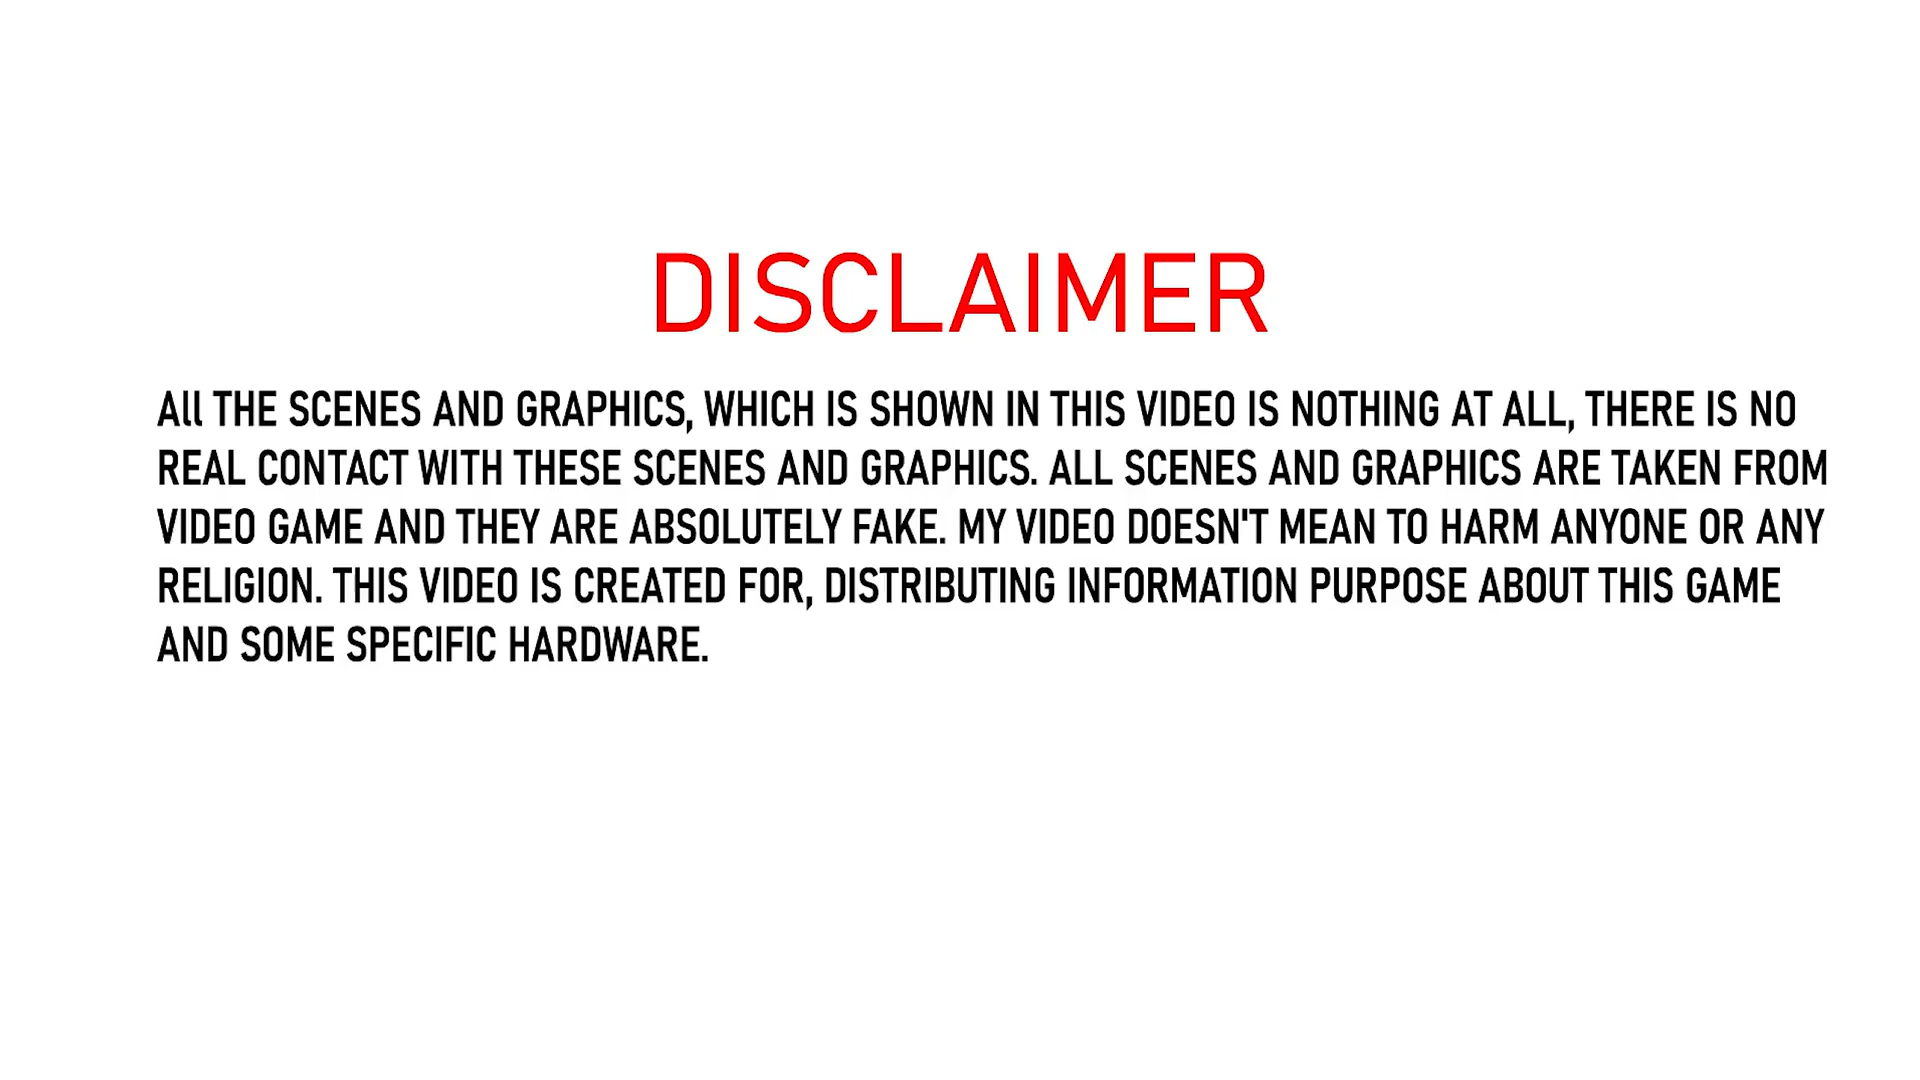 DISCLAIMER
All THE SCENES AND GRAPHICS, WHICH IS SHOWN IN THIS VIDEO IS NOTHING AT ALL, THERE IS NO
REAL CONTACT WITH THESE SCENES AND GRAPHICS. ALL SCENES AND GRAPHICS ARE TAKEN FROM
VIDEO GAME AND THEY ARE ABSOLUTELY FAKE. MY VIDEO DOESN'T MEAN TO HARM ANYONE OR ANY
RELIGION. THIS VIDEO IS CREATED FOR, DISTRIBUTING INFORMATION PURPOSE ABOUT THIS GAME
AND SOME SPECIFIC HARDWARE.